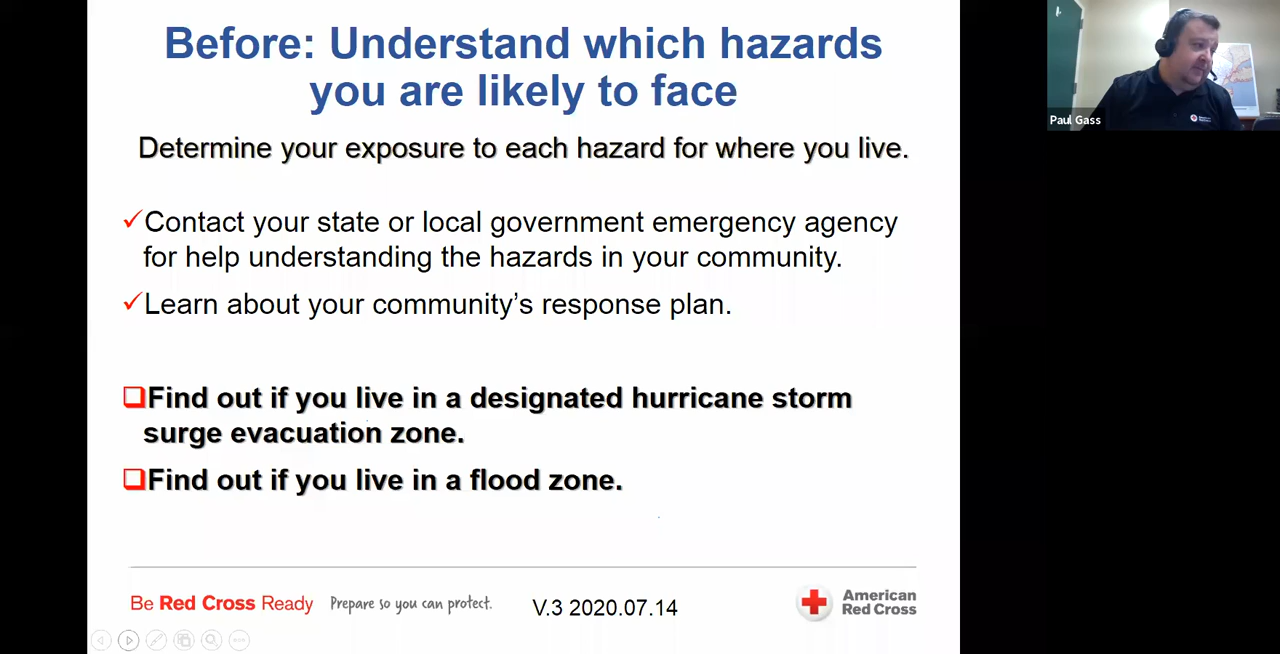 Before: Understand which hazards
you are likely to face
Determine your exposure to each hazard for where you live.
Contact your state or local government emergency agency
for help understanding the hazards in your community.
Learn about your community's response plan.
Find out if you live in a designated hurricane storm
surge evacuation zone.
Find out if you live in a flood zone.
Be Red Cross Ready
Prepare so you can protect.
V.3 2020.07.14
American
Red Cross
Paul Gass